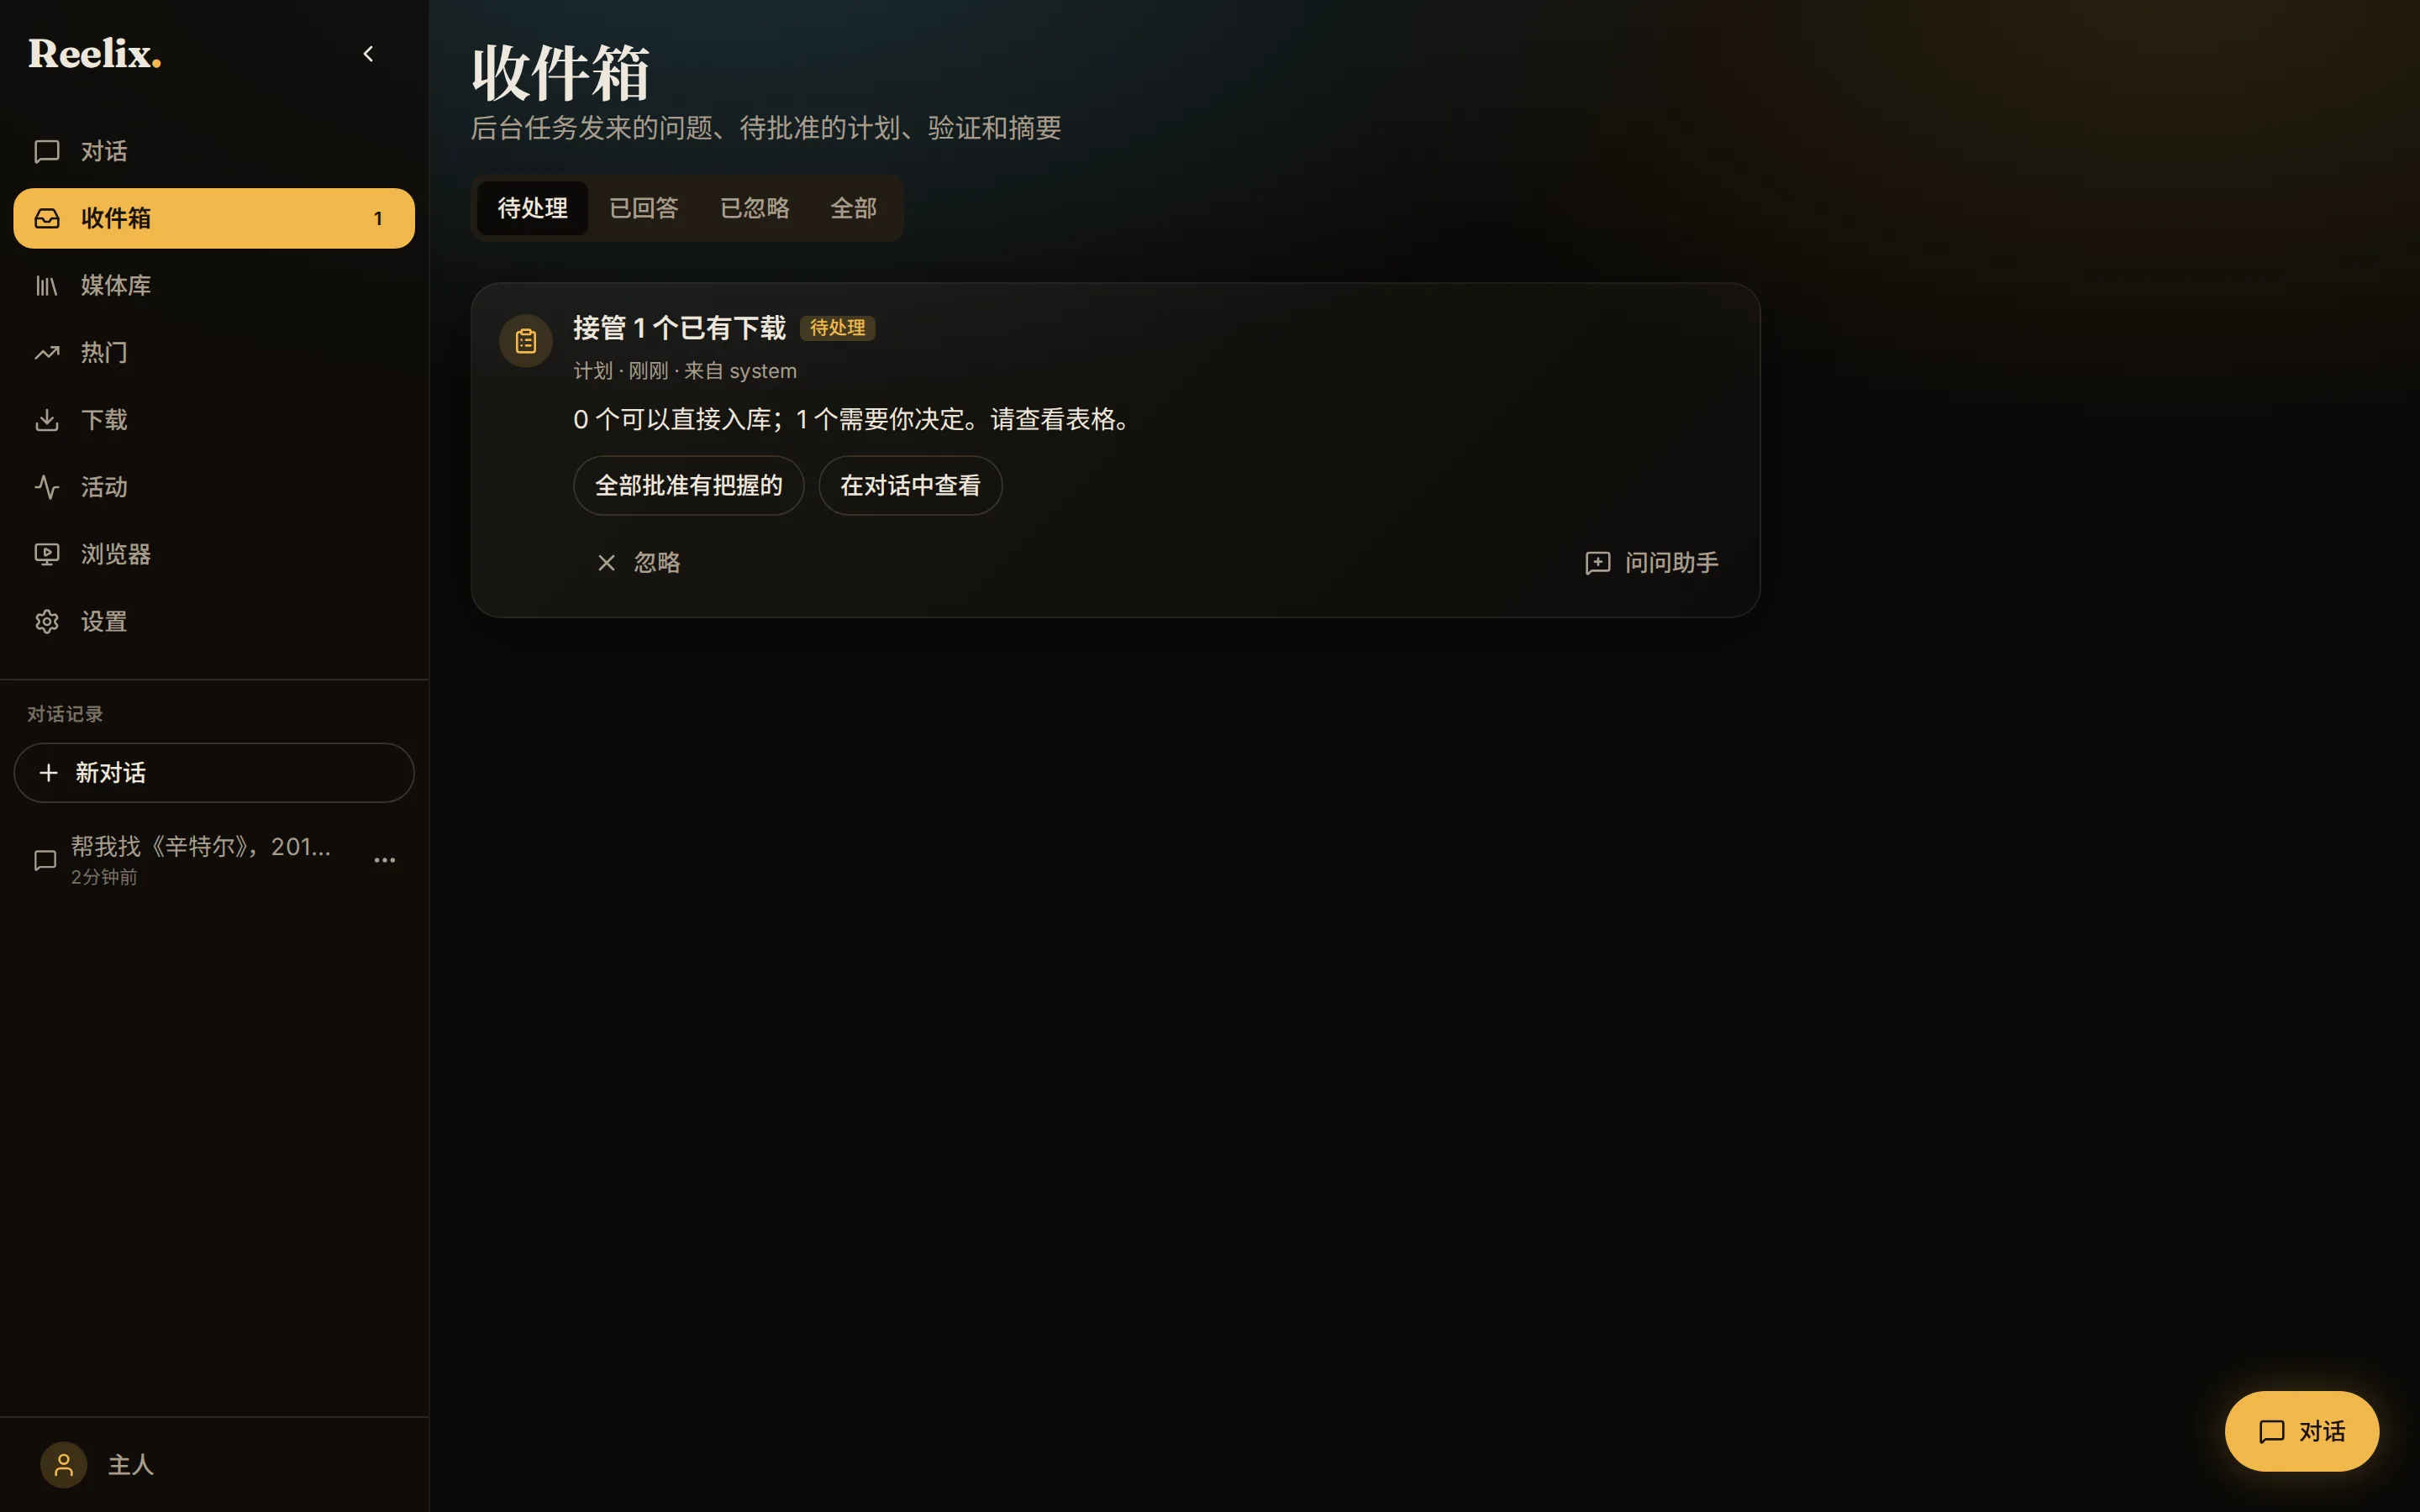 Reelix.
对话
收件箱 1
媒体库
热门
下载
活动
浏览器
设置
对话记录
新对话
帮我找《辛特尔》，201...
2分钟前
主人
收件箱
后台任务发来的问题、待批准的计划、验证和摘要
待处理 已回答 已忽略 全部
接管 1 个已有下载 待处理
计划 · 刚刚 · 来自 system
0 个可以直接入库；1 个需要你决定。请查看表格。
全部批准有把握的 在对话中查看
忽略 问问助手
对话